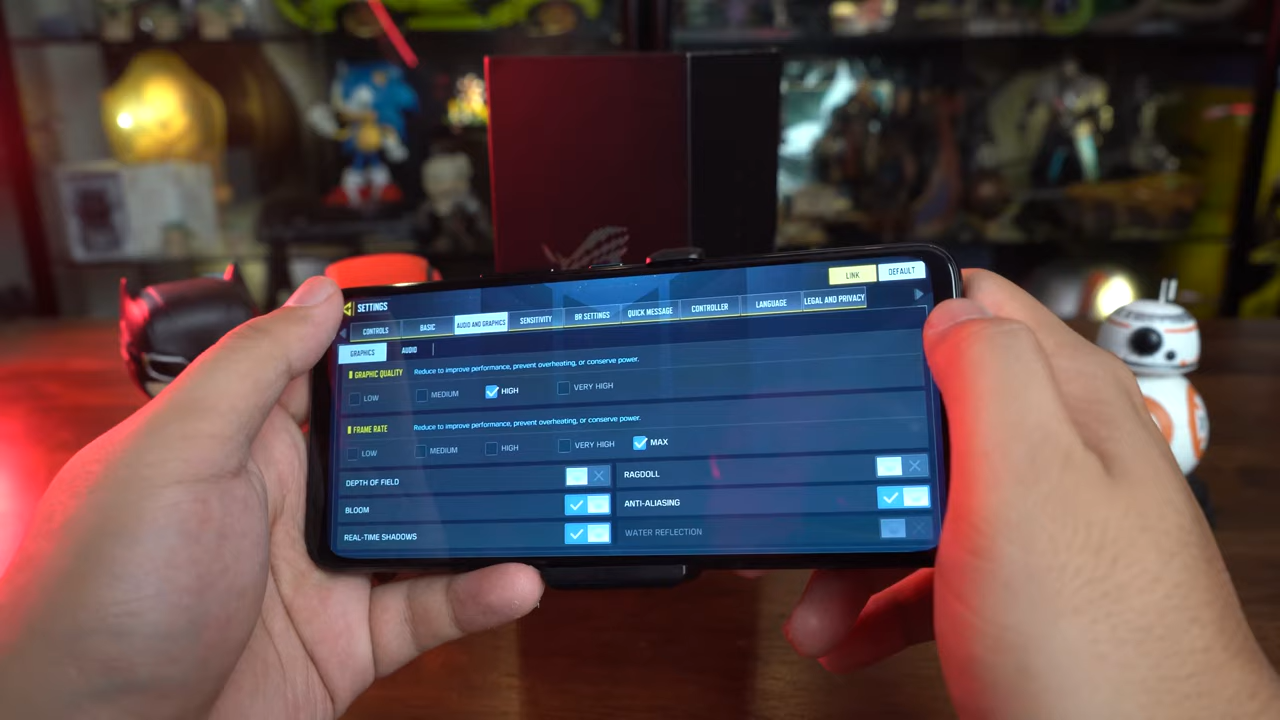 LINK DEFAULT
SETTINGS
CONTROLS BASIC AUDIO AND GRAPHICS SENSITIVITY BR SETTINGS QUICK MESSAGE CONTROLLER LANGUAGE LEGAL AND PRIVACY
GRAPHICS AUDIO
GRAPHIC QUALITY Reduce to improve performance, prevent overheating, or conserve power.
LOW MEDIUM HIGH VERY HIGH
FRAME RATE Reduce to improve performance, prevent overheating, or conserve power.
LOW MEDIUM HIGH VERY HIGH MAX
DEPTH OF FIELD RAGDOLL
BLOOM ANTI-ALIASING
REAL-TIME SHADOWS WATER REFLECTION